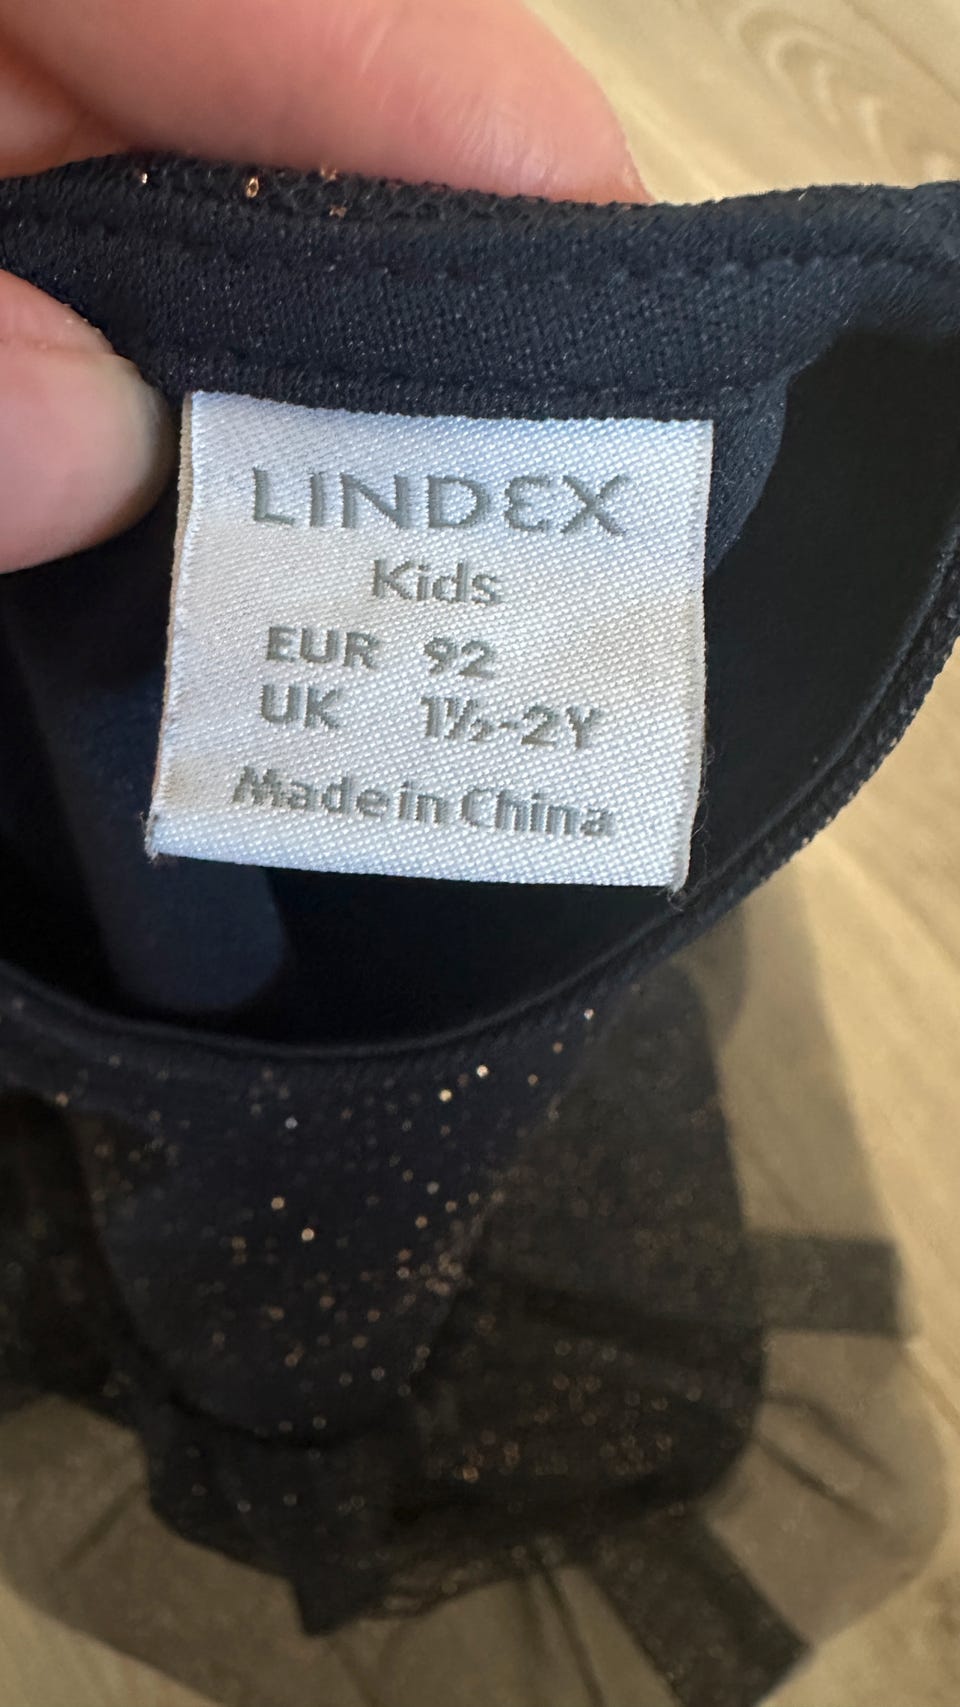 LINDEX
Kids
EUR 92
UK 1½-2Y
Made in China